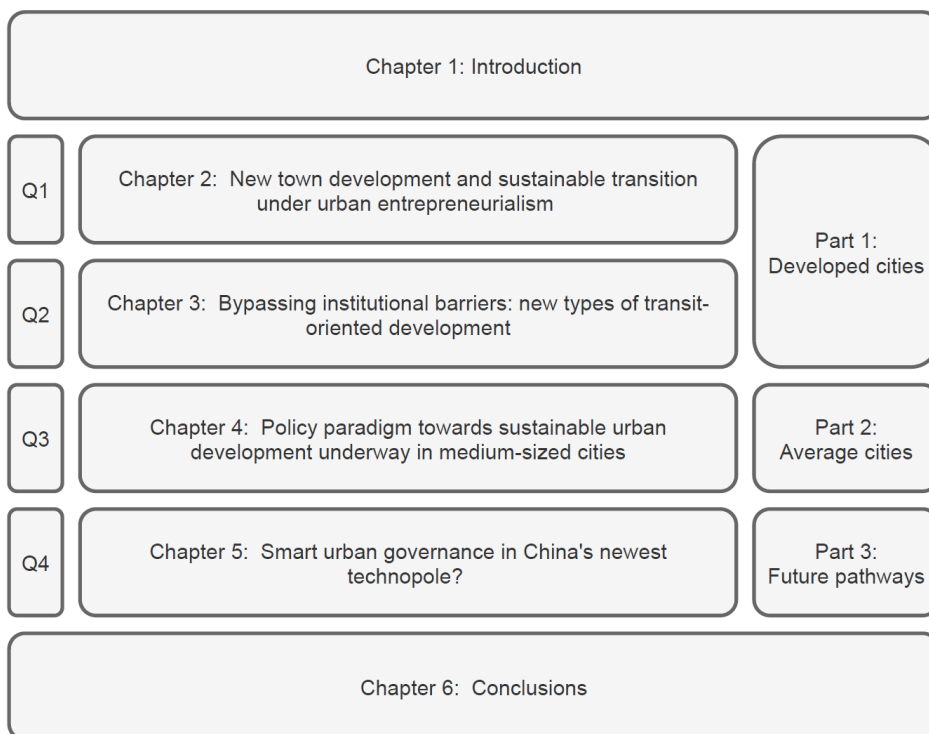 Chapter 1: Introduction
Q1
Chapter 2:  New town development and sustainable transition
under urban entrepreneurialism
Part 1:
Developed cities
Q2
Chapter 3:  Bypassing institutional barriers: new types of transit-
oriented development
Q3
Chapter 4:  Policy paradigm towards sustainable urban
development underway in medium-sized cities
Part 2:
Average cities
Q4
Chapter 5:  Smart urban governance in China's newest
technopole?
Part 3:
Future pathways
Chapter 6:  Conclusions